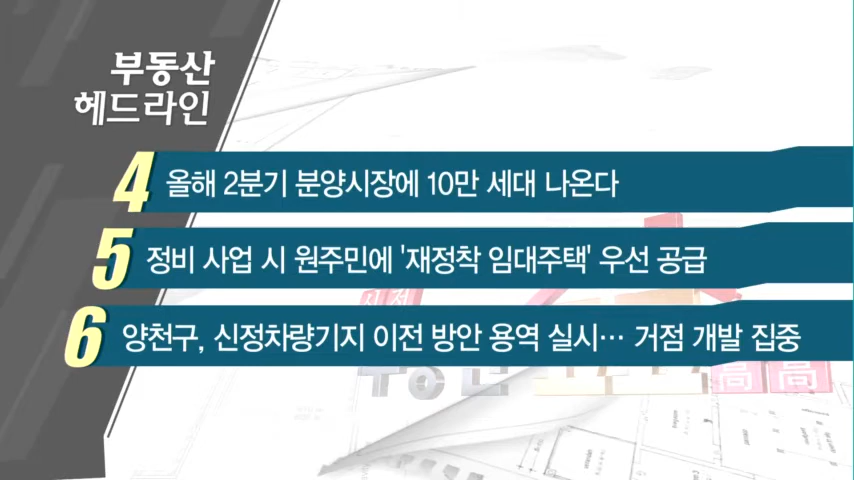 부동산
헤드라인
4 올해 2분기 분양시장에 10만 세대 나온다
5 정비 사업 시 원주민에 '재정착 임대주택' 우선 공급
6 양천구, 신정차량기지 이전 방안 용역 실시… 거점 개발 집중
高 高